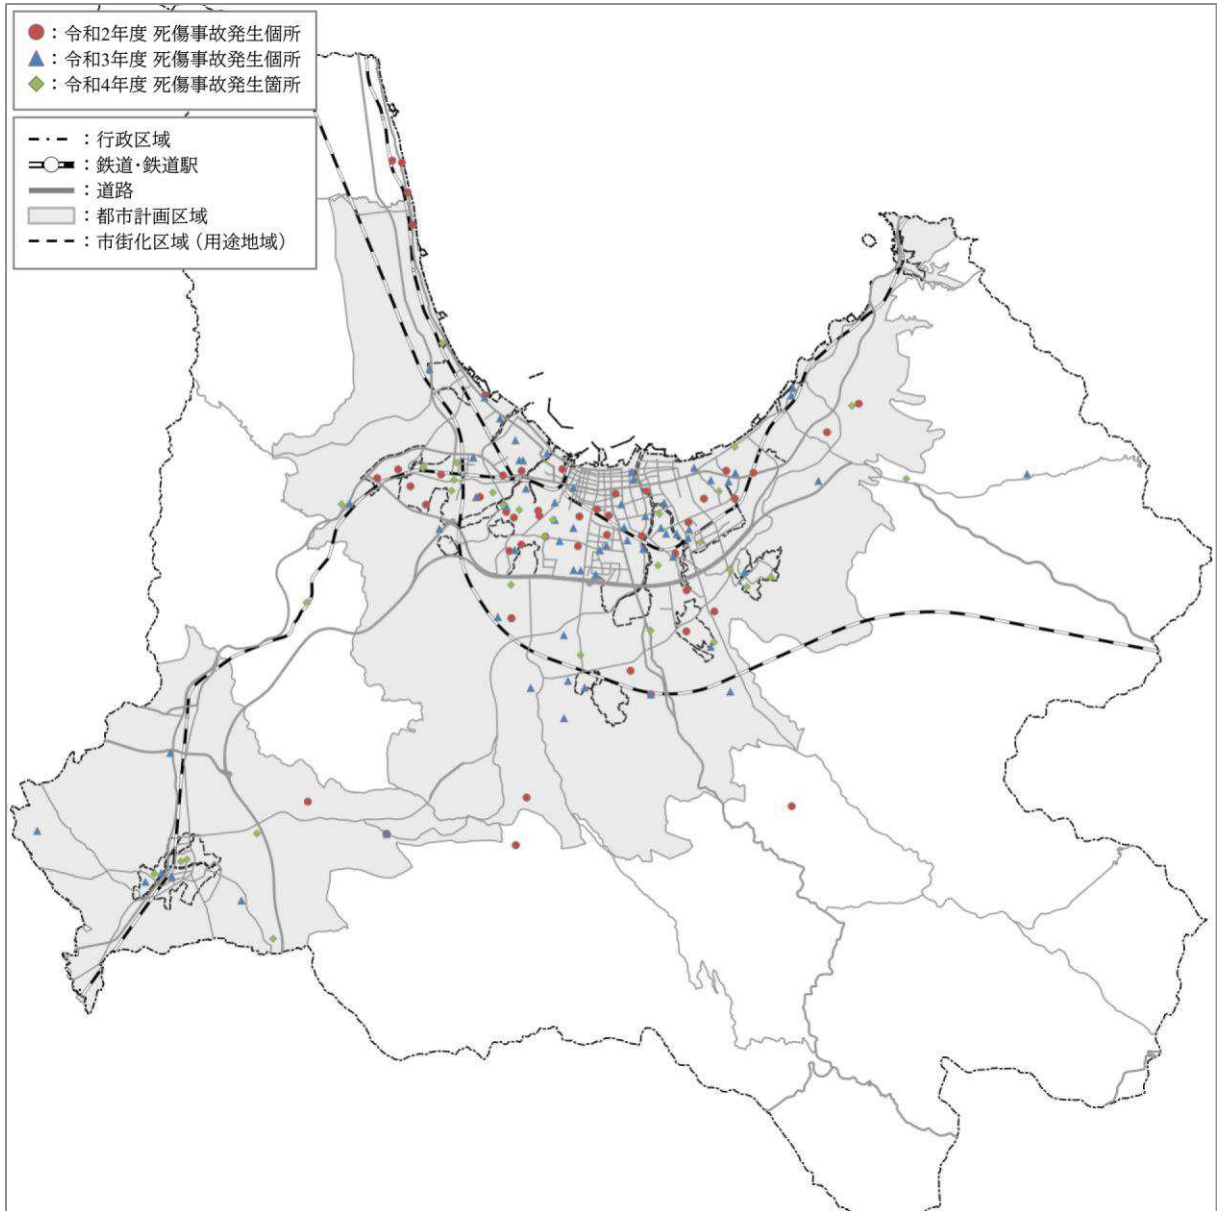 ：令和2年度 死傷事故発生個所
：令和3年度 死傷事故発生個所
：令和4年度 死傷事故発生箇所
：行政区域
：鉄道･鉄道駅
：道路
：都市計画区域
：市街化区域（用途地域）